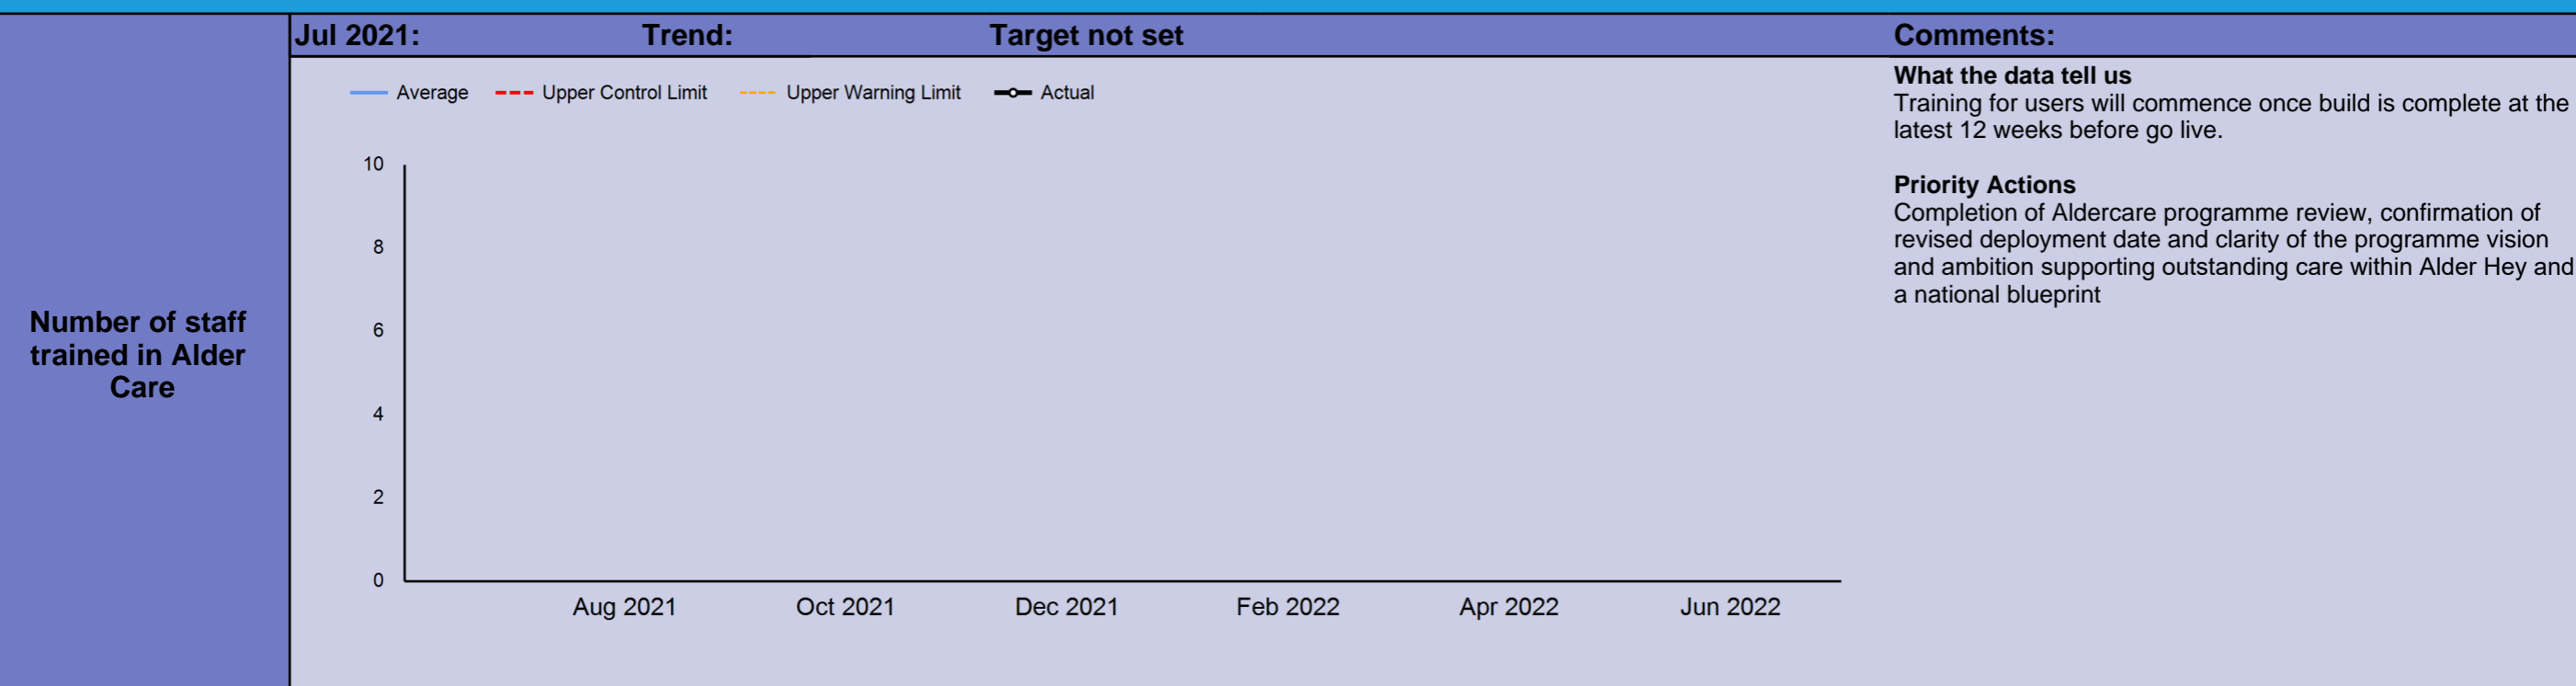 Jul 2021: Trend: Target not set Comments:
Number of staff
trained in Alder
Care
Average Upper Control Limit Upper Warning Limit Actual
10
8
6
4
2
0
Aug 2021 Oct 2021 Dec 2021 Feb 2022 Apr 2022 Jun 2022
What the data tell us
Training for users will commence once build is complete at the
latest 12 weeks before go live.
Priority Actions
Completion of Aldercare programme review, confirmation of
revised deployment date and clarity of the programme vision
and ambition supporting outstanding care within Alder Hey and
a national blueprint